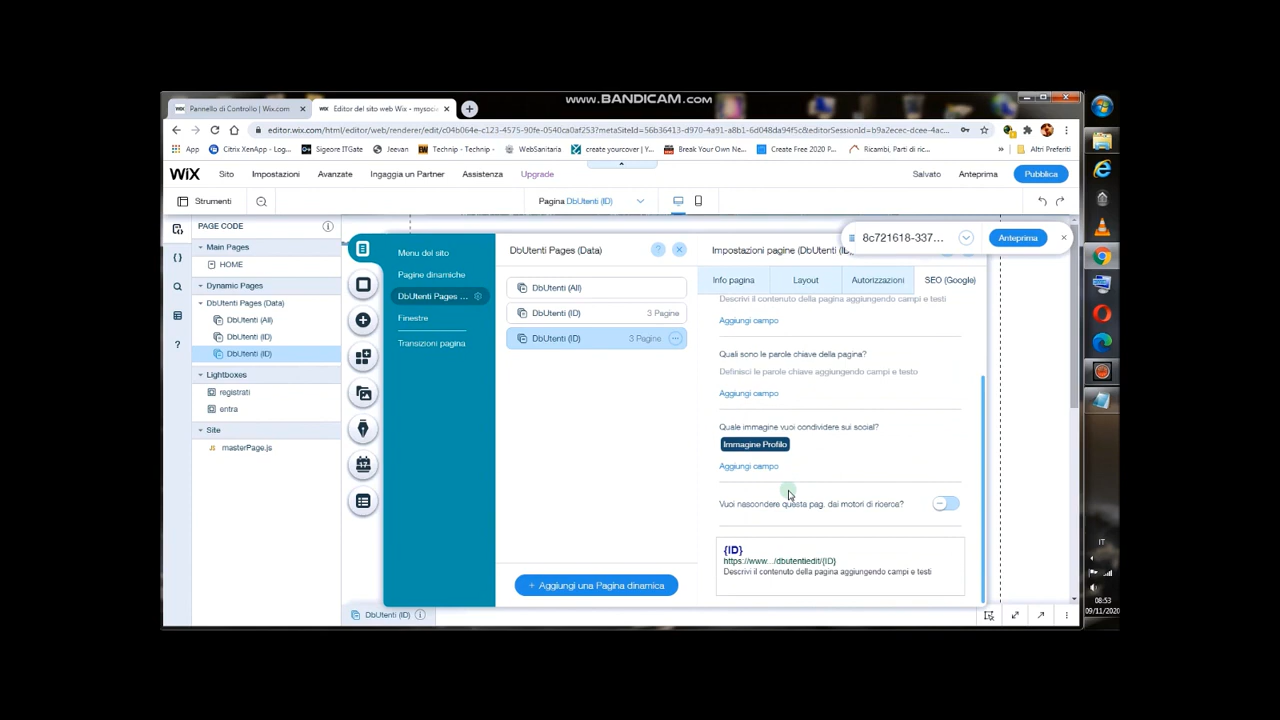 www.BANDICAM.com
Pannello di Controllo | Wix.com
Editor del sito web Wix - mysoci
editor.wix.com/html/editor/web/renderer/edit/c04b064e-c123-4575-90fe-0540ca0af253?metaSiteId=56b36413-d970-4a91-a8b1-6d048da94f5c&editorSessionId=b9a2ecec-dcee-4ac...
App
Citrix XenApp - Log...
Sigeore ITGate
Jeevan
Technip - Technip -
WebSanitaria
create yourcover | Y...
Break Your Own Ne...
Create Free 2020 P...
Ricambi, Parti di ric...
»
Altri Preferiti
WiX
Sito
Impostazioni
Avanzate
Ingaggia un Partner
Assistenza
Upgrade
Salvato
Anteprima
Pubblica
Strumenti
Pagina DbUtenti (ID)
PAGE CODE
Main Pages
HOME
Dynamic Pages
DbUtenti Pages (Data)
DbUtenti (All)
DbUtenti (ID)
DbUtenti (ID)
Lightboxes
registrati
entra
Site
masterPage.js
Menu del sito
Pagine dinamiche
DbUtenti Pages ...
Finestre
Transizioni pagina
DbUtenti Pages (Data)
DbUtenti (All)
DbUtenti (ID) 3 Pagine
DbUtenti (ID) 3 Pagine
+ Aggiungi una Pagina dinamica
Impostazioni pagine (DbUtenti (ID
8c721618-337...
Anteprima
Info pagina
Layout
Autorizzazioni
SEO (Google)
Descrivi il contenuto della pagina aggiungendo campi e testi
Aggiungi campo
Quali sono le parole chiave della pagina?
Definisci le parole chiave aggiungendo campi e testo
Aggiungi campo
Quale immagine vuoi condividere sui social?
Immagine Profilo
Aggiungi campo
Vuoi nascondere questa pag. dai motori di ricerca?
{ID}
https://www.../dbutentiedit/{ID}
Descrivi il contenuto della pagina aggiungendo campi e testi
DbUtenti (ID)
IT
08:53
09/11/2020